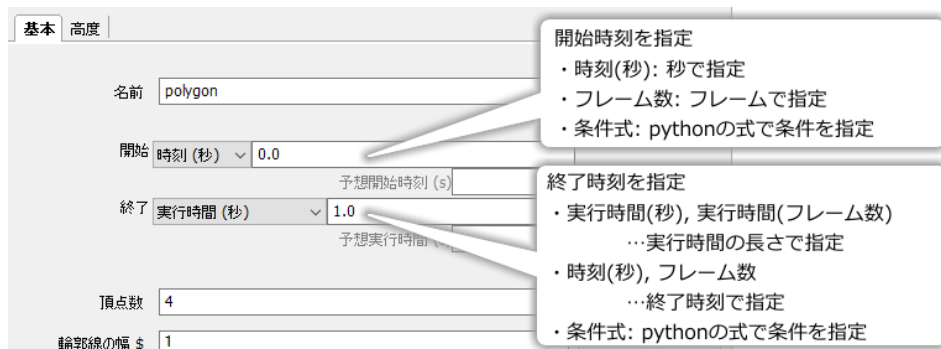 基本 高度
名前 polygon
開始 時刻 (秒) 0.0
予想開始時刻 (s)
終了 実行時間 (秒) 1.0
予想実行時間 (
頂点数 4
輪郭線の幅 $ 1
開始時刻を指定
・時刻(秒): 秒で指定
・フレーム数: フレームで指定
・条件式: pythonの式で条件を指定
終了時刻を指定
・実行時間(秒), 実行時間(フレーム数)
…実行時間の長さで指定
・時刻(秒), フレーム数
…終了時刻で指定
・条件式: pythonの式で条件を指定